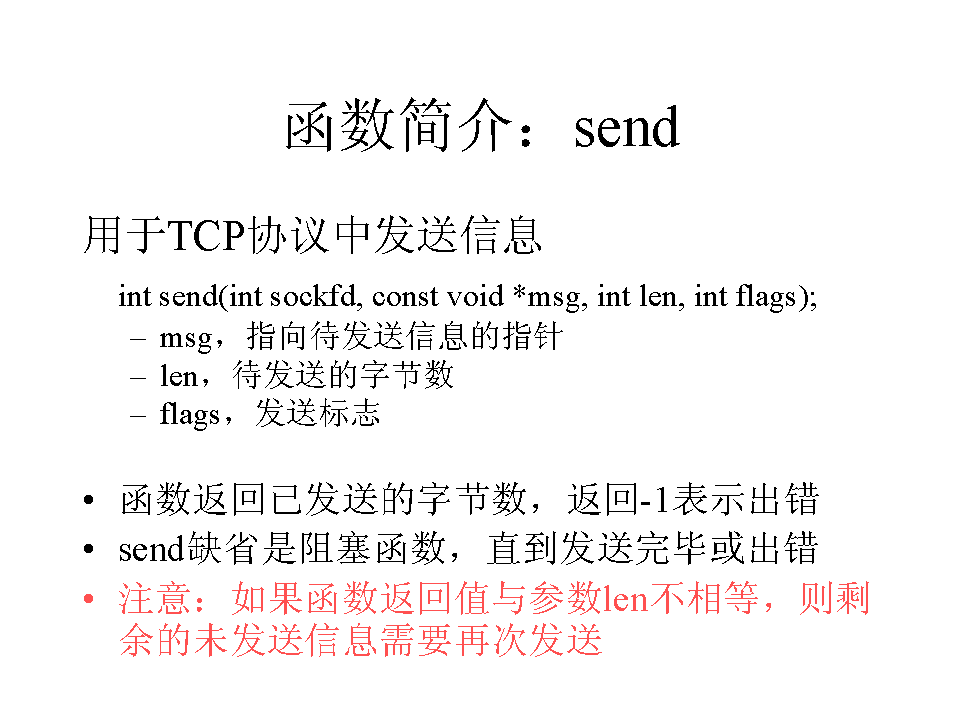 函数简介：send
用于TCP协议中发送信息
int send(int sockfd, const void *msg, int len, int flags);
– msg，指向待发送信息的指针
– len，待发送的字节数
– flags，发送标志
• 函数返回已发送的字节数，返回-1表示出错
• send缺省是阻塞函数，直到发送完毕或出错
• 注意：如果函数返回值与参数len不相等，则剩
余的未发送信息需要再次发送